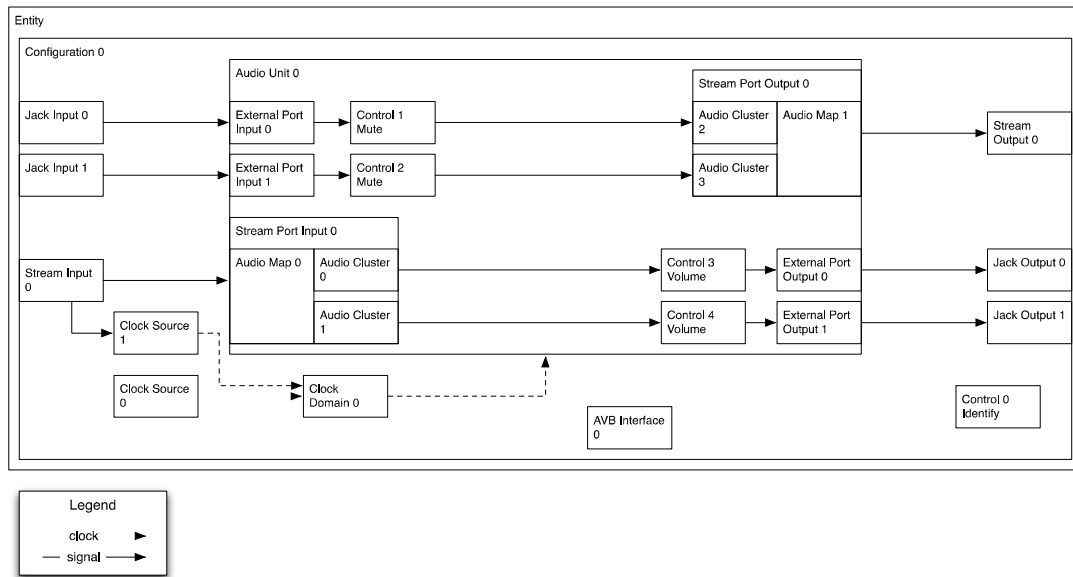 Entity
Configuration 0
Audio Unit 0
Stream Port Output 0
Jack Input 0
External Port
Input 0
Control 1
Mute
Audio Cluster
2
Audio Map 1
Stream
Output 0
Jack Input 1
External Port
Input 1
Control 2
Mute
Audio Cluster
3
Stream Port Input 0
Stream Input
0
Audio Map 0
Audio Cluster
0
Control 3
Volume
External Port
Output 0
Jack Output 0
Audio Cluster
1
Control 4
Volume
External Port
Output 1
Jack Output 1
Clock Source
1
Clock Source
0
Clock
Domain 0
AVB Interface
0
Control 0
Identify
Legend
clock
signal